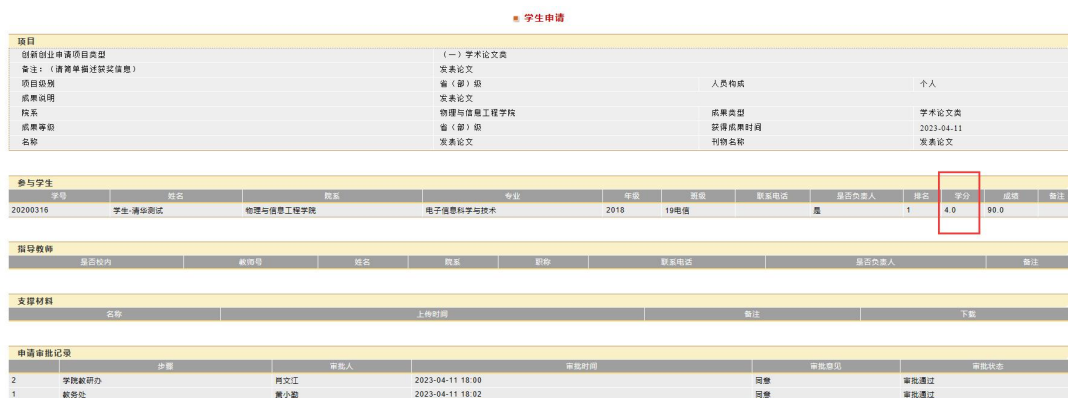 学生申请
项目
创新创业申请项目类型 （一）学术论文类
备注：（请简单描述获奖信息） 发表论文
项目级别 省（部）级 人员构成 个人
成果说明 发表论文
院系 物理与信息工程学院 成果类型 学术论文类
成果等级 省（部）级 获得成果时间 2023-04-11
名称 发表论文 刊物名称 发表论文
参与学生
学号 姓名 院系 专业 年级 班级 联系电话 是否负责人 排名 学分 成绩 备注
20200316 学生-清华测试 物理与信息工程学院 电子信息科学与技术 2018 19电信 是 1 4.0 90.0
指导教师
是否校内 教师号 姓名 院系 职称 联系电话 是否负责人 备注
支撑材料
名称 上传时间 备注 下载
申请审批记录
步骤 审批人 审批时间 审批意见 审批状态
2 学院教研办 肖文江 2023-04-11 18:00 同意 审批通过
1 教务处 黄小勤 2023-04-11 18:02 同意 审批通过